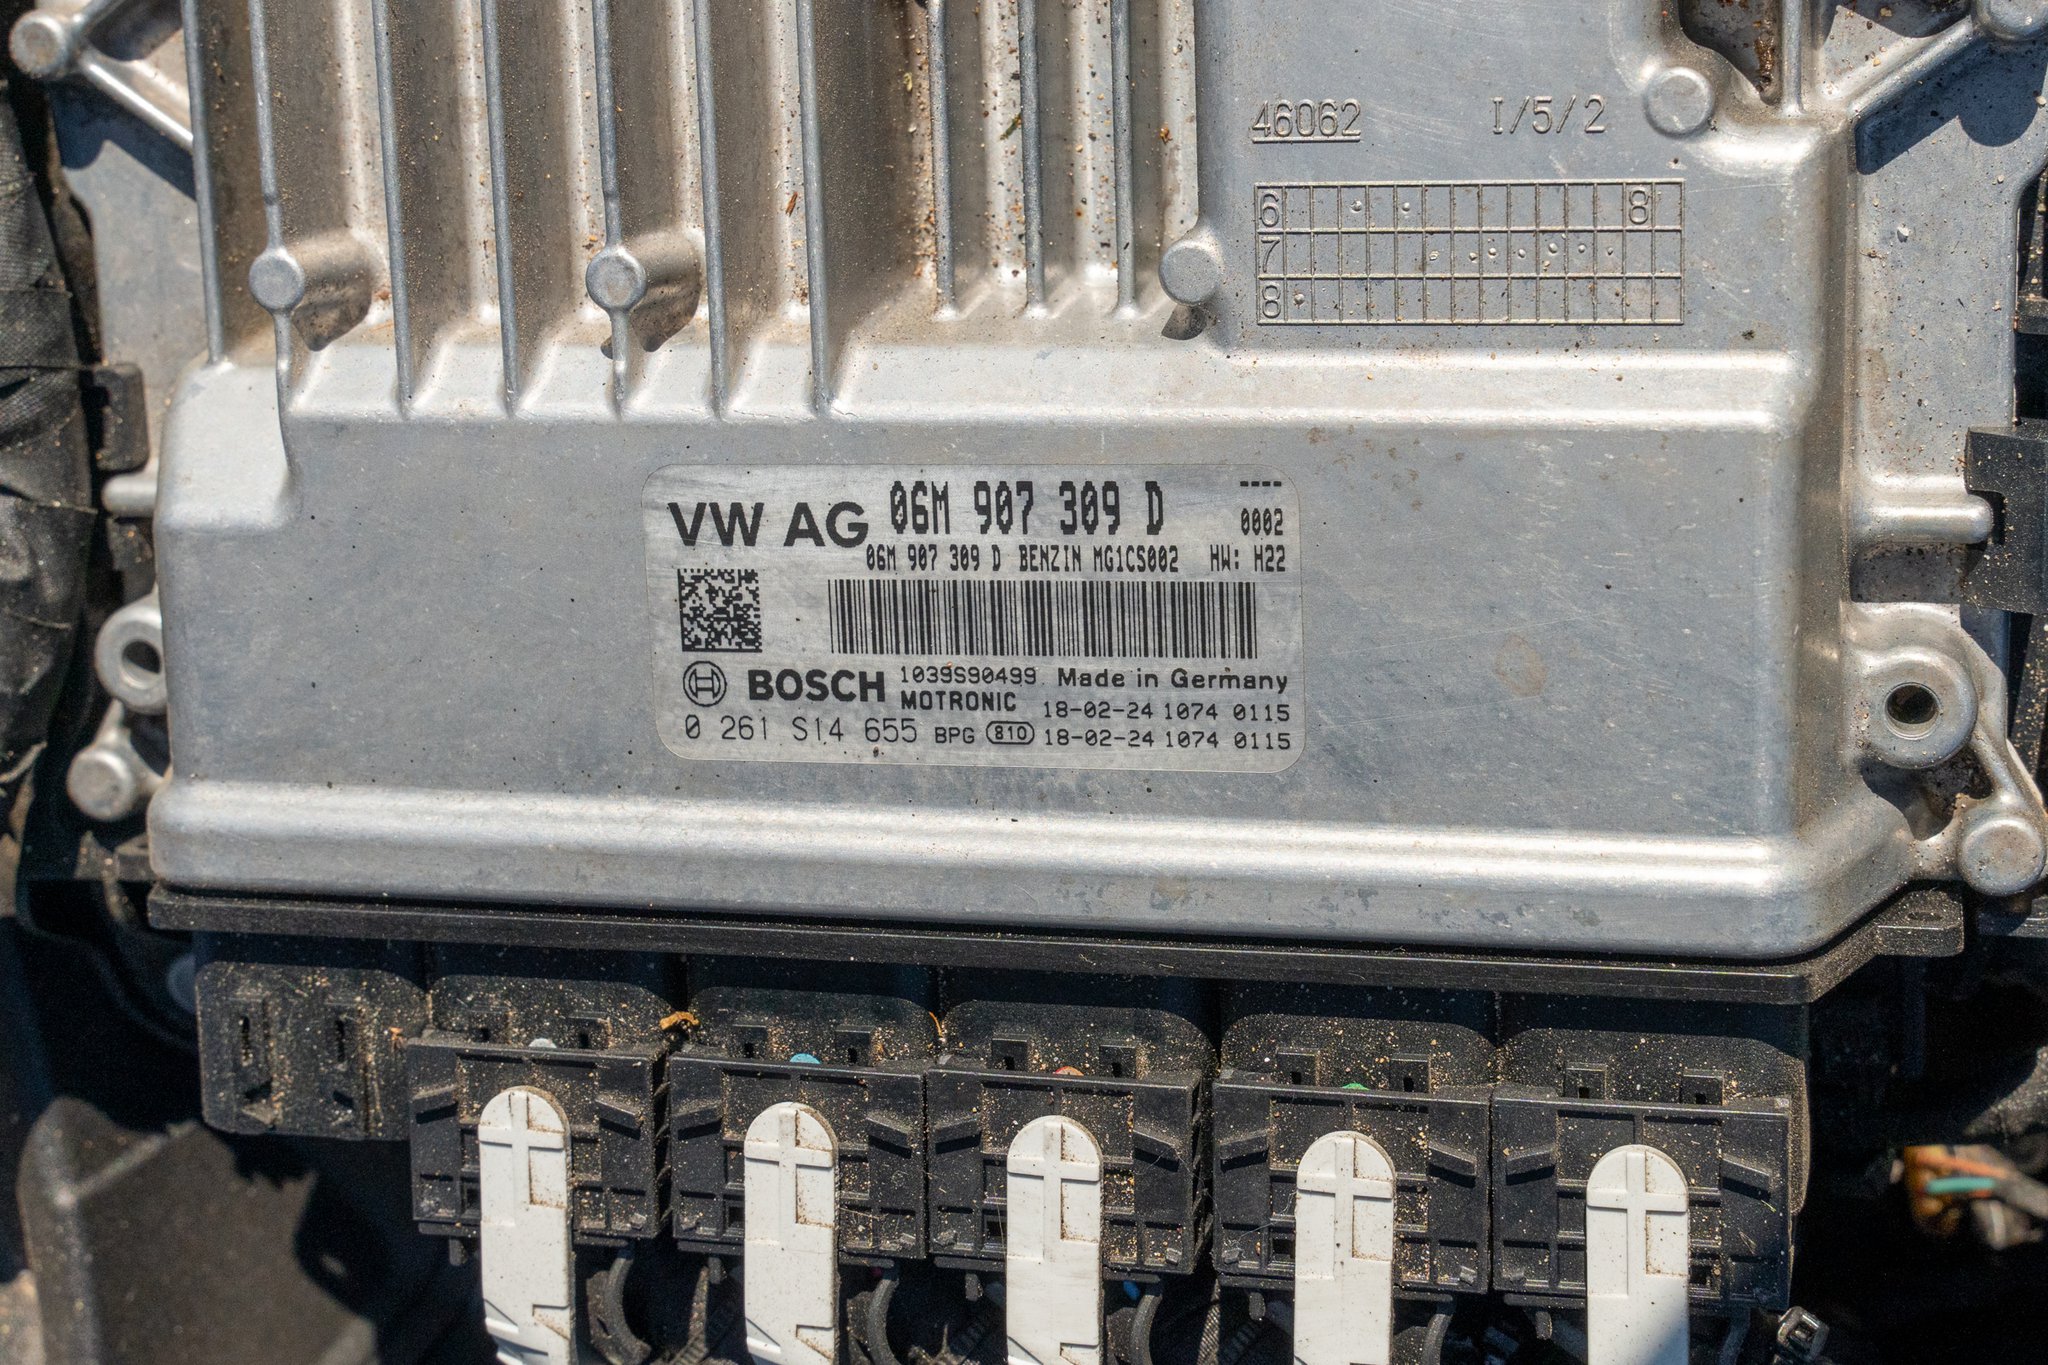 46062 I/5/2
6 8
7
8
VW AG 06M 907 309 D ----
0002
06M 907 309 D BENZIN MG1CS002 HW: H22
BOSCH 1039S90499 Made in Germany
MOTRONIC 18-02-24 1074 0115
0 261 S14 655 BPG 810 18-02-24 1074 0115